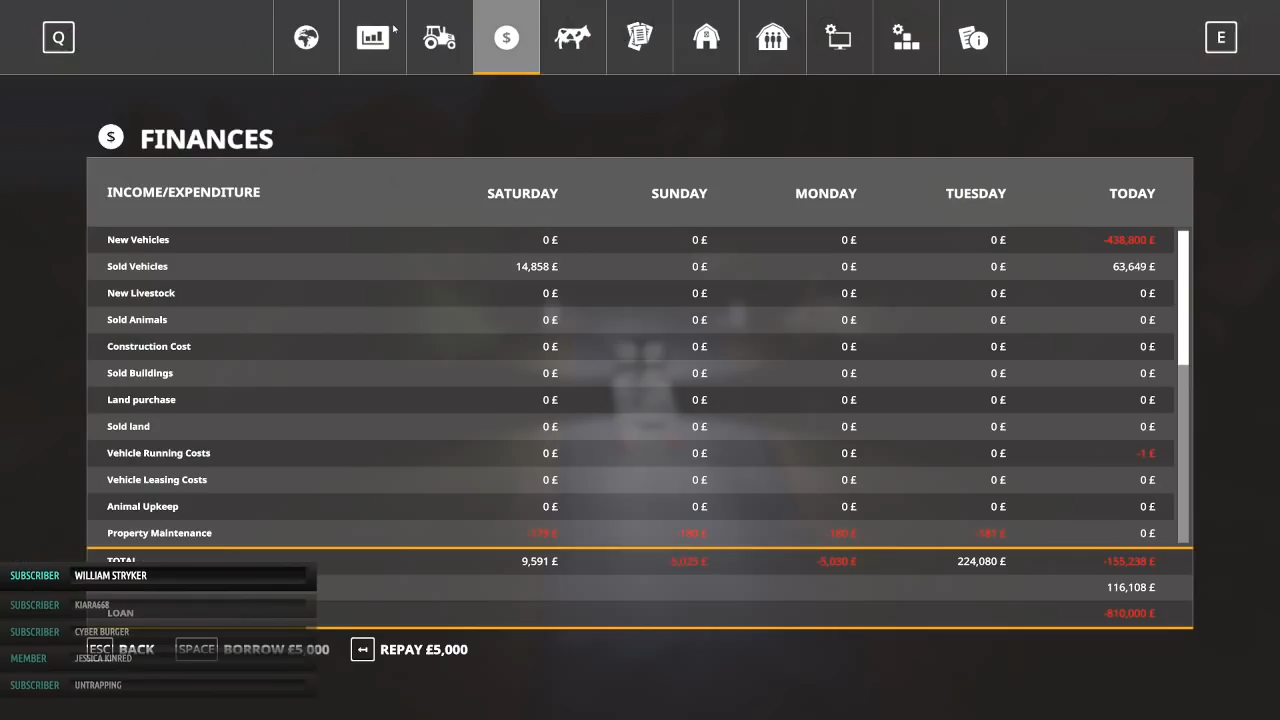 Q E
S FINANCES
INCOME/EXPENDITURE SATURDAY SUNDAY MONDAY TUESDAY TODAY
New Vehicles 0 £ 0 £ 0 £ 0 £ -438,800 £
Sold Vehicles 14,858 £ 0 £ 0 £ 0 £ 63,649 £
New Livestock 0 £ 0 £ 0 £ 0 £ 0 £
Sold Animals 0 £ 0 £ 0 £ 0 £ 0 £
Construction Cost 0 £ 0 £ 0 £ 0 £ 0 £
Sold Buildings 0 £ 0 £ 0 £ 0 £ 0 £
Land purchase 0 £ 0 £ 0 £ 0 £ 0 £
Sold land 0 £ 0 £ 0 £ 0 £ 0 £
Vehicle Running Costs 0 £ 0 £ 0 £ 0 £ -1 £
Vehicle Leasing Costs 0 £ 0 £ 0 £ 0 £ 0 £
Animal Upkeep 0 £ 0 £ 0 £ 0 £ 0 £
Property Maintenance -180 £ 0 £
TOTAL 9,591 £ -5,025 £ -5,030 £ 224,080 £ -155,238 £
SUBSCRIBER WILLIAM STRYKER 116,108 £
SUBSCRIBER KIARA668
LOAN -810,000 £
SUBSCRIBER CYBER BURGER
ESC BACK SPACE BORROW £5,000 REPAY £5,000
MEMBER JESSICA KINRED
SUBSCRIBER UNTRAPPING